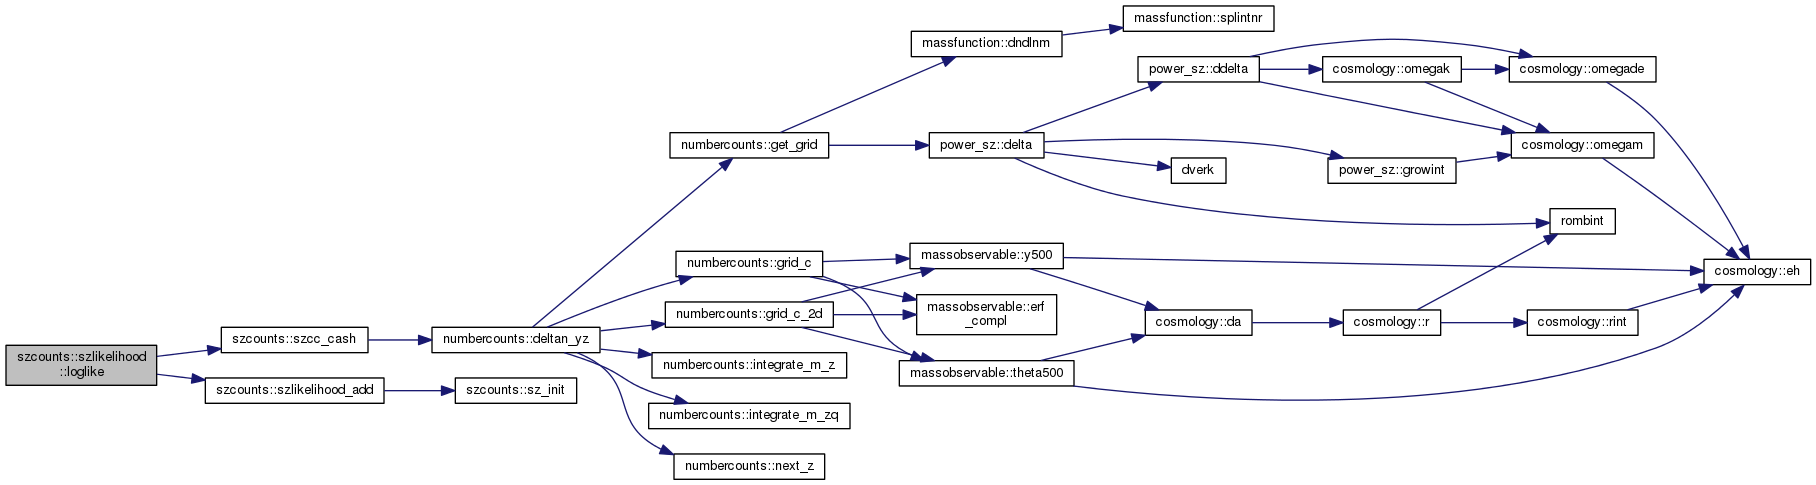 szcounts::szlikelihood
::loglike
szcounts::szcc_cash
szcounts::szlikelihood_add
numbercounts::deltan_yz
szcounts::sz_init
numbercounts::get_grid
numbercounts::grid_c
numbercounts::grid_c_2d
numbercounts::integrate_m_z
numbercounts::integrate_m_zq
numbercounts::next_z
massfunction::dndlnm
power_sz::delta
massobservable::y500
massobservable::erf
_compl
massobservable::theta500
massfunction::splintnr
power_sz::ddelta
dverk
cosmology::da
cosmology::omegak
power_sz::growint
cosmology::r
cosmology::omegade
cosmology::omegam
rombint
cosmology::rint
cosmology::eh